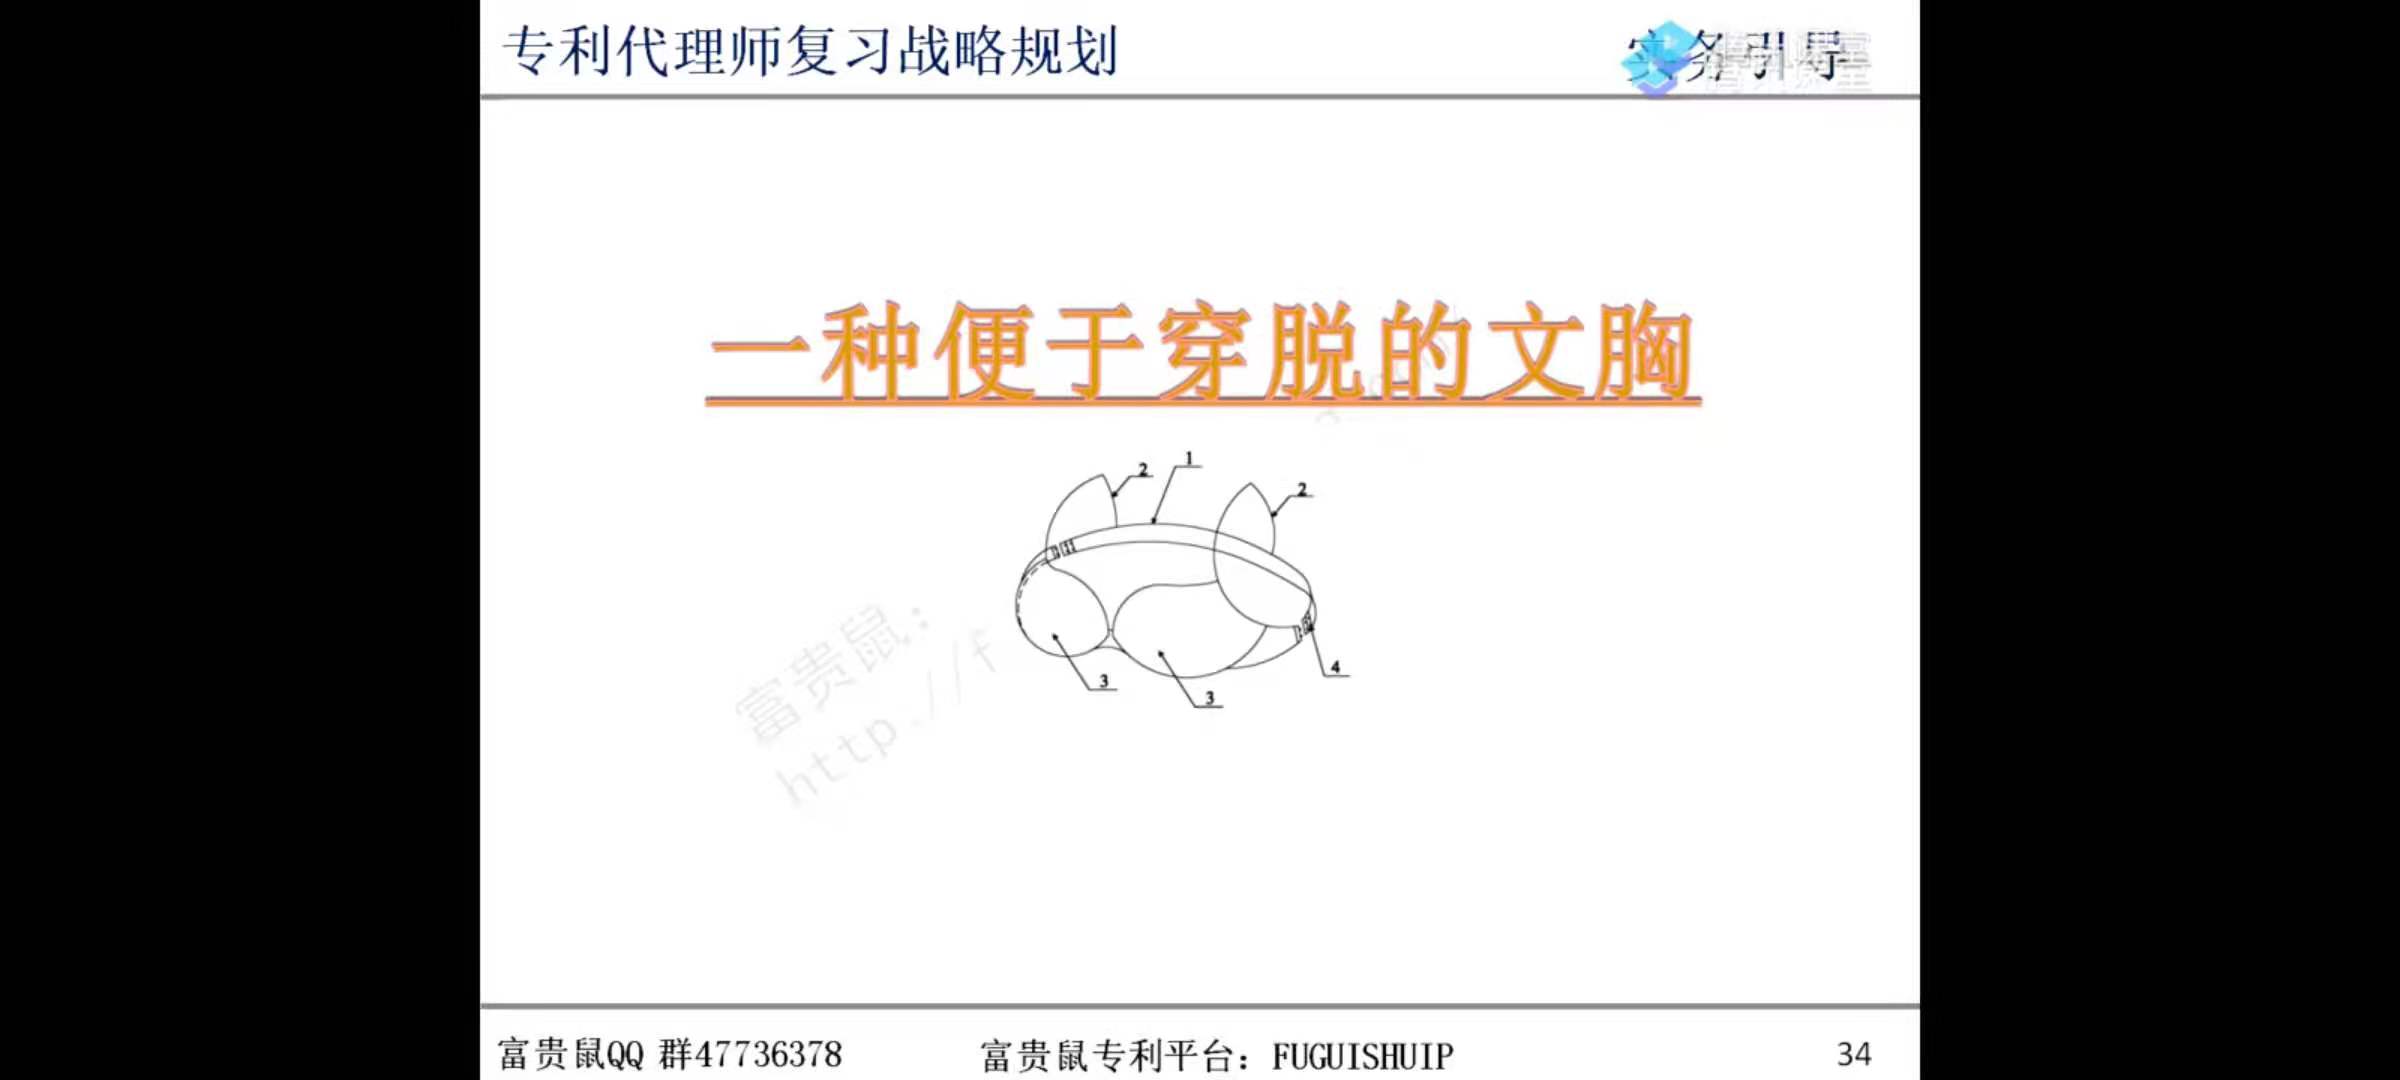 专利代理师复习战略规划
实务引导
一种便于穿脱的文胸
2
1
2
3
3
4
富贵鼠：
http://f
富贵鼠QQ 群47736378
富贵鼠专利平台：FUGUISHUIP
34